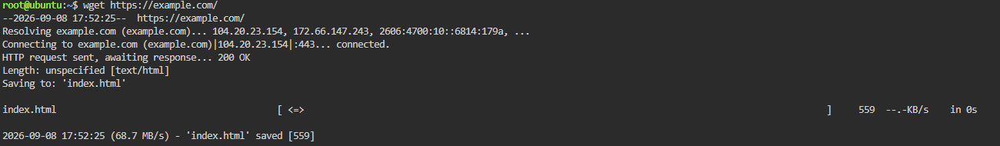 root@ubuntu:~$ wget https://example.com/
--2026-09-08 17:52:25--  https://example.com/
Resolving example.com (example.com)... 104.20.23.154, 172.66.147.243, 2606:4700:10::6814:179a, ...
Connecting to example.com (example.com)|104.20.23.154|:443... connected.
HTTP request sent, awaiting response... 200 OK
Length: unspecified [text/html]
Saving to: 'index.html'
index.html                                         [ <=>                                                                                                 ]     559  --.-KB/s    in 0s
2026-09-08 17:52:25 (68.7 MB/s) - 'index.html' saved [559]